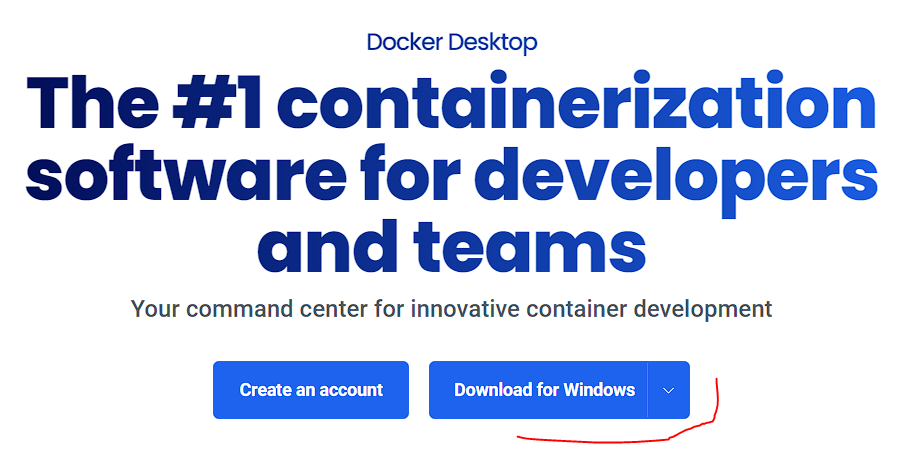 Docker Desktop
The #1 containerization
software for developers
and teams
Your command center for innovative container development
Create an account
Download for Windows